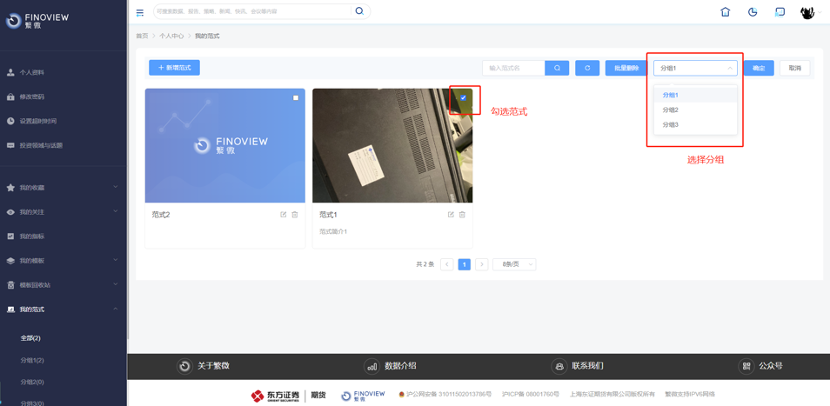 FINOVIEW
繁微
可搜索数据、报告、微博、新闻、快讯、会议等内容
首页 > 个人中心 > 我的范式
个人资料
修改密码
设置超时时间
投资领域与话题
我的收藏
我的关注
我的指标
我的模板
模板回收站
我的范式
全部(2)
分组1(2)
分组2(0)
分组3(0)
+ 新增范式
输入范式名
批量删除
分组1
确定
取消
分组1
分组2
分组3
选择分组
勾选范式
FINOVIEW
繁微
范式2
范式1
范式简介1
共 2 条
1
8条/页
关于繁微
数据介绍
联系我们
公众号
东方证券
ORIENT SECURITIES
期货
FINOVIEW
繁微
沪公网安备 31011502013786号
沪ICP备 08001760号
上海东证期货有限公司版权所有
繁微支持IPV6网络